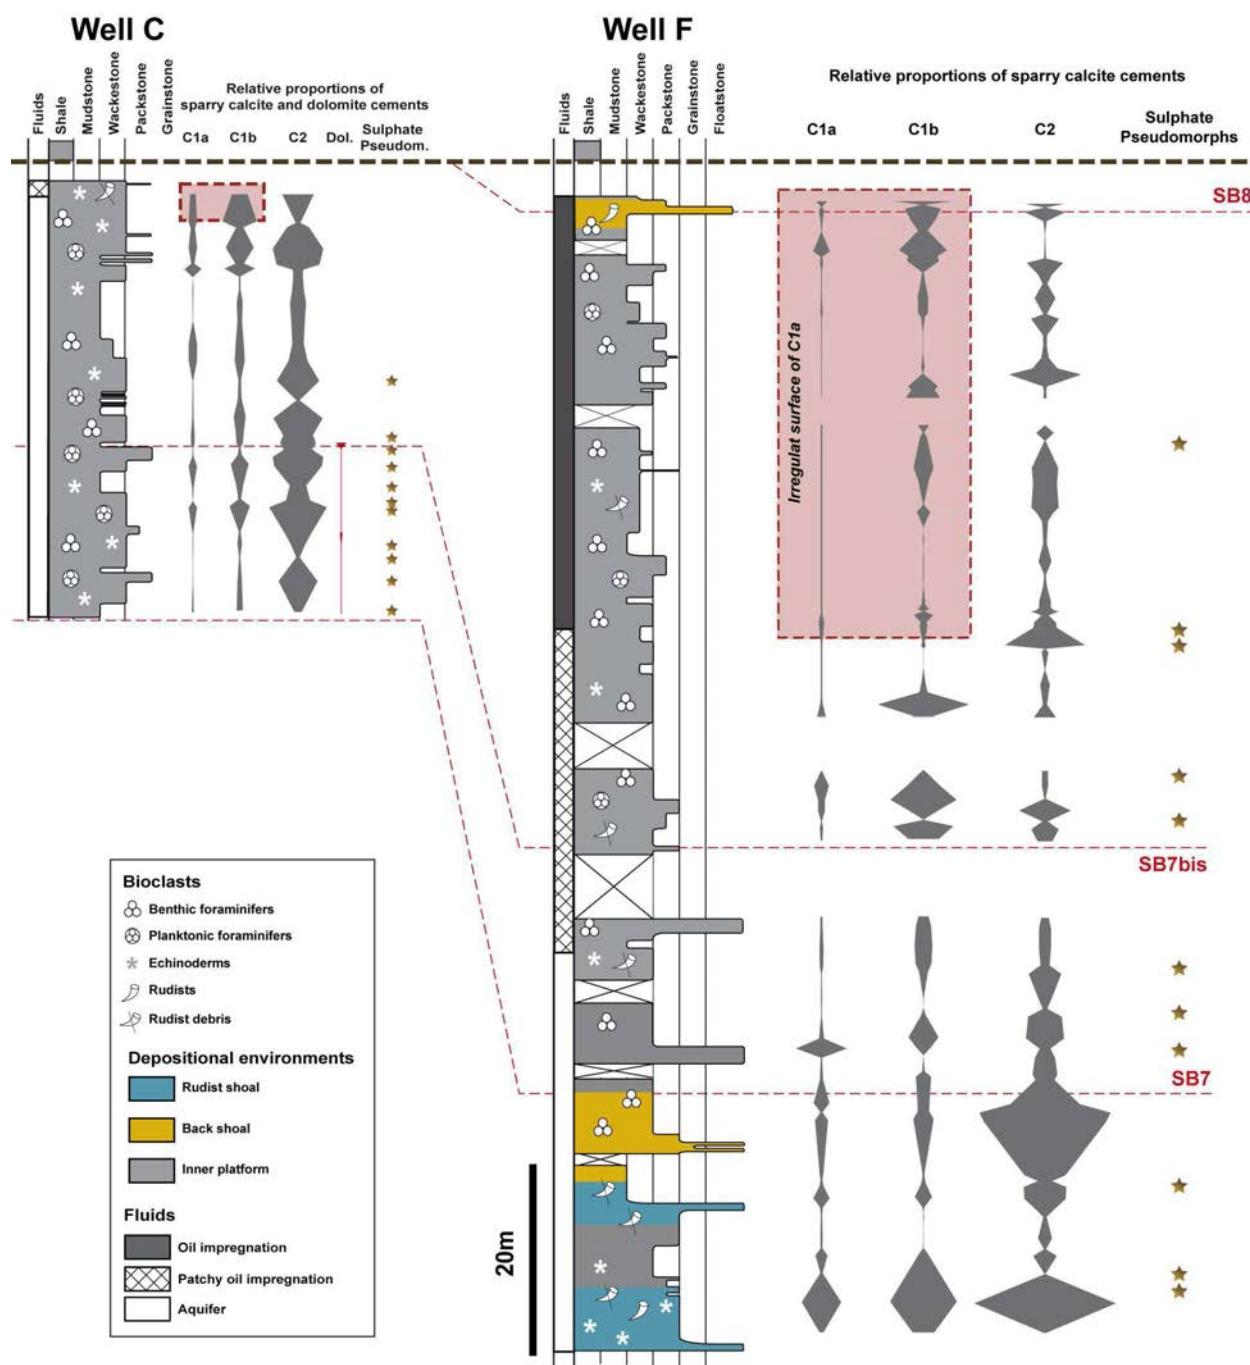 Well C
Well F
Fluids
Shale
Mudstone
Wackestone
Packstone
Grainstone
Relative proportions of
sparry calcite and dolomite cements
C1a
C1b
C2
Dol.
Sulphate
Pseudom.
Fluids
Shale
Mudstone
Wackestone
Packstone
Grainstone
Floatstone
Relative proportions of sparry calcite cements
C1a
C1b
C2
Sulphate
Pseudomorphs
SB8
Irregulat surface of C1a
SB7bis
SB7
20m
Bioclasts
Benthic foraminifers
Planktonic foraminifers
Echinoderms
Rudists
Rudist debris
Depositional environments
Rudist shoal
Back shoal
Inner platform
Fluids
Oil impregnation
Patchy oil impregnation
Aquifer